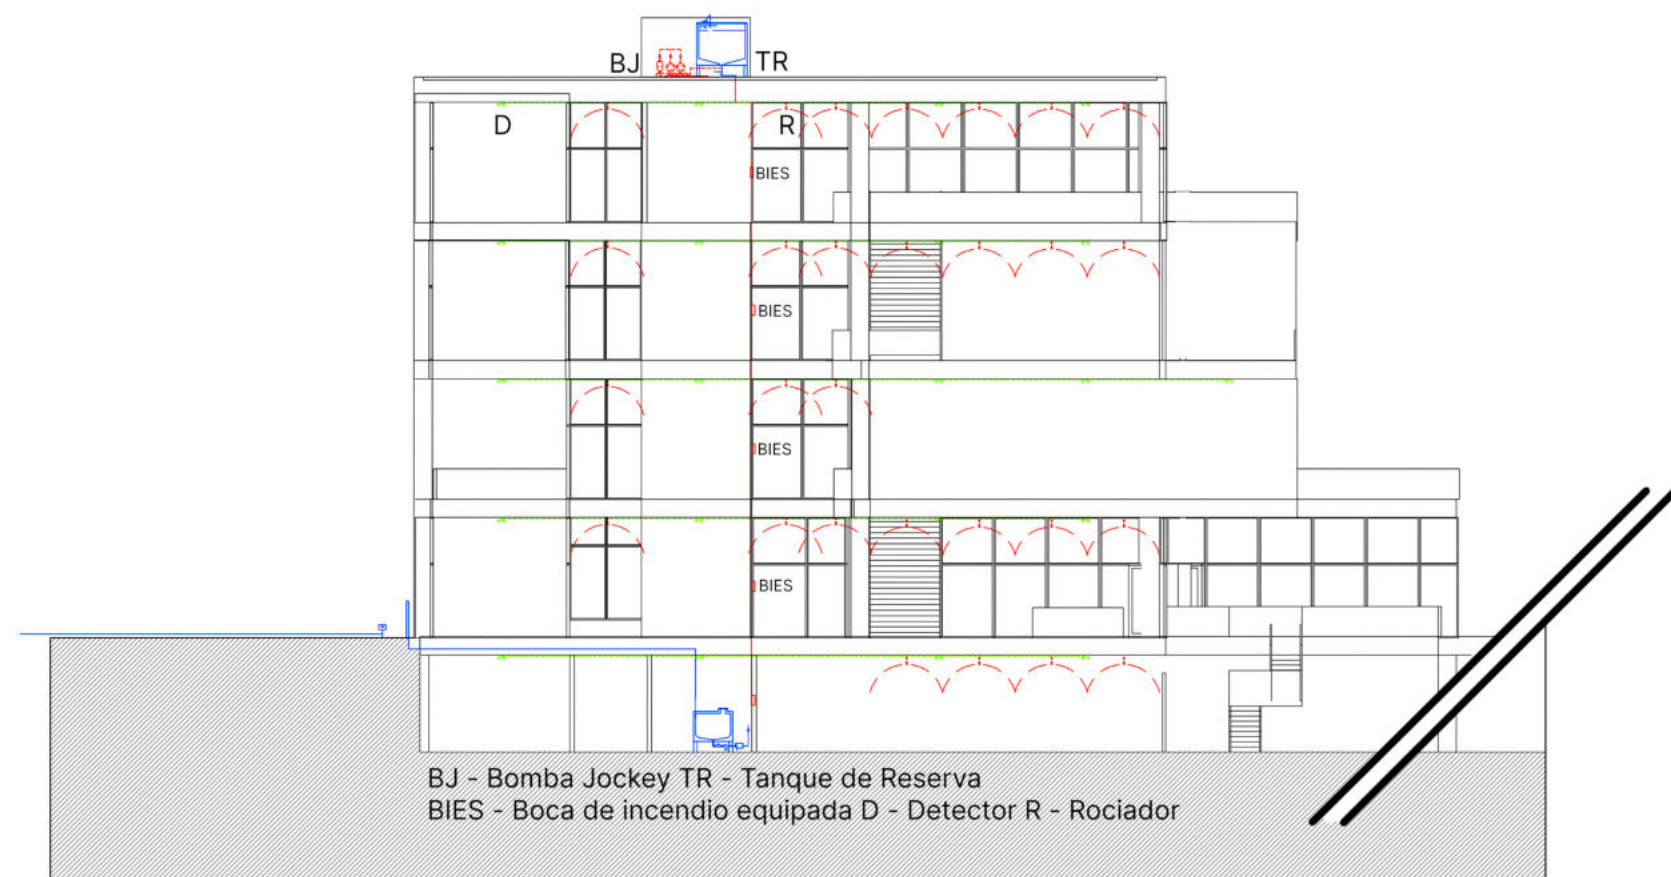 BJ
TR
D
R
BIES
BIES
BIES
BIES
BJ - Bomba Jockey TR - Tanque de Reserva
BIES - Boca de incendio equipada D - Detector R - Rociador